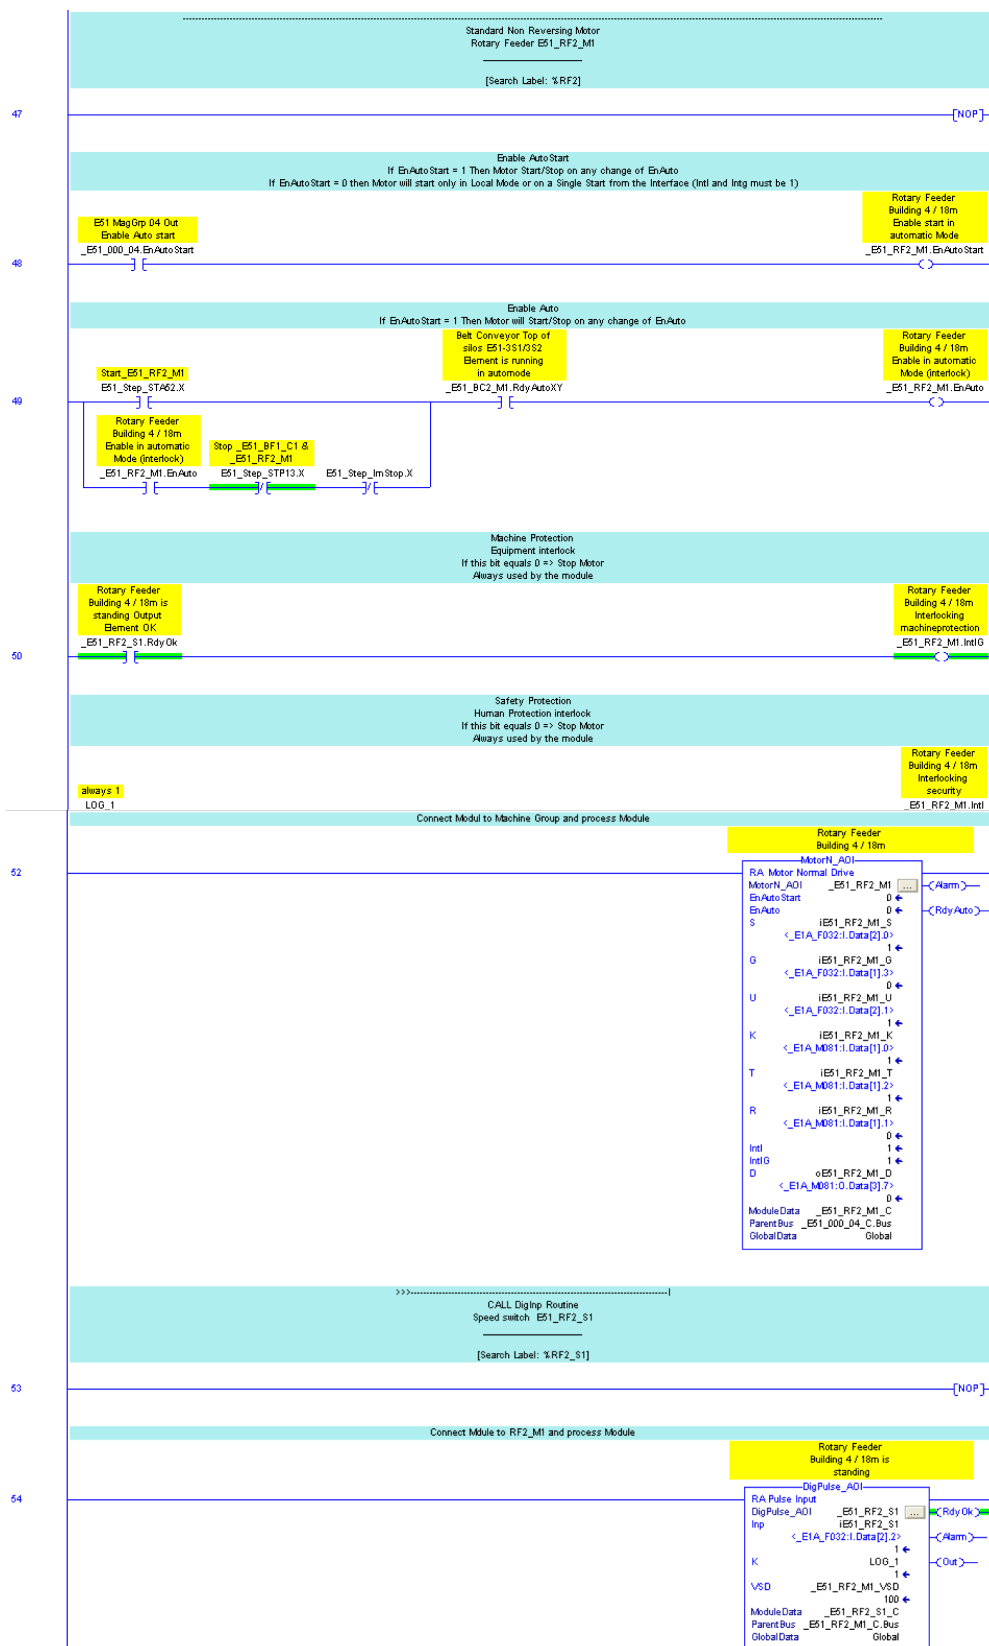 Standard Non Reversing Motor
Rotary Feeder E51_RF2_M1
[Search Label: %RF2]
47
[NOP]
Enable AutoStart
If EnAutoStart = 1 Then Motor Start/Stop on any change of EnAuto
If EnAutoStart = 0 then Motor will start only in Local Mode or on a Single Start from the Interface (Intl and Intg must be 1)
E51 MagGrp 04 Out
Enable Auto start
_E51_000_04.EnAutoStart
Rotary Feeder
Building 4 / 18m
Enable start in
automatic Mode
_E51_RF2_M1.EnAutoStart
48
Enable Auto
If EnAutoStart = 1 Then Motor will Start/Stop on any change of EnAuto
Start_E51_RF2_M1
E51_Step_STA52.X
Belt Conveyor Top of
silos E51-3S1/3S2
Element is running
in automode
_E51_BC2_M1.RdyAutoXY
Rotary Feeder
Building 4 / 18m
Enable in automatic
Mode (interlock)
_E51_RF2_M1.EnAuto
49
Rotary Feeder
Building 4 / 18m
Enable in automatic
Mode (interlock)
_E51_RF2_M1.EnAuto
Stop _E51_BF1_C1 &
_E51_RF2_M1
E51_Step_STP13.X
E51_Step_ImStop.X
Machine Protection
Equipment interlock
If this bit equals 0 => Stop Motor
Always used by the module
Rotary Feeder
Building 4 / 18m is
standing Output
Element OK
_E51_RF2_S1.RdyOk
Rotary Feeder
Building 4 / 18m
Interlocking
machineprotection
_E51_RF2_M1.IntlG
50
Safety Protection
Human Protection interlock
If this bit equals 0 => Stop Motor
Always used by the module
always 1
LOG_1
Rotary Feeder
Building 4 / 18m
Interlocking
security
_E51_RF2_M1.Intl
Connect Modul to Machine Group and process Module
Rotary Feeder
Building 4 / 18m
52
MotorN_AOI
RA Motor Normal Drive
MotorN_AOI _E51_RF2_M1 ... (Alarm)
EnAutoStart 0
EnAuto 0 (RdyAuto)
S iE51_RF2_M1_S
<_E1A_F032:I.Data[2].0>
1
G iE51_RF2_M1_G
<_E1A_F032:I.Data[1].3>
0
U iE51_RF2_M1_U
<_E1A_F032:I.Data[2].1>
1
K iE51_RF2_M1_K
<_E1A_M081:I.Data[1].0>
1
T iE51_RF2_M1_T
<_E1A_M081:I.Data[1].2>
1
R iE51_RF2_M1_R
<_E1A_M081:I.Data[1].1>
0
Intl 1
IntlG 1
D oE51_RF2_M1_D
<_E1A_M081:O.Data[3].7>
0
ModuleData _E51_RF2_M1_C
ParentBus _E51_000_04_C.Bus
GlobalData Global
>>>-----------------------------------|
CALL DigInp Routine
Speed switch E51_RF2_S1
[Search Label: %RF2_S1]
53
[NOP]
Connect Mdule to RF2_M1 and process Module
Rotary Feeder
Building 4 / 18m is
standing
54
DigPulse_AOI
RA Pulse Input
DigPulse_AOI _E51_RF2_S1 ... (RdyOk)
Inp iE51_RF2_S1
<_E1A_F032:I.Data[2].2> (Alarm)
1
K LOG_1 (Out)
1
VSD _E51_RF2_M1_VSD
100
ModuleData _E51_RF2_S1_C
ParentBus _E51_RF2_M1_C.Bus
GlobalData Global